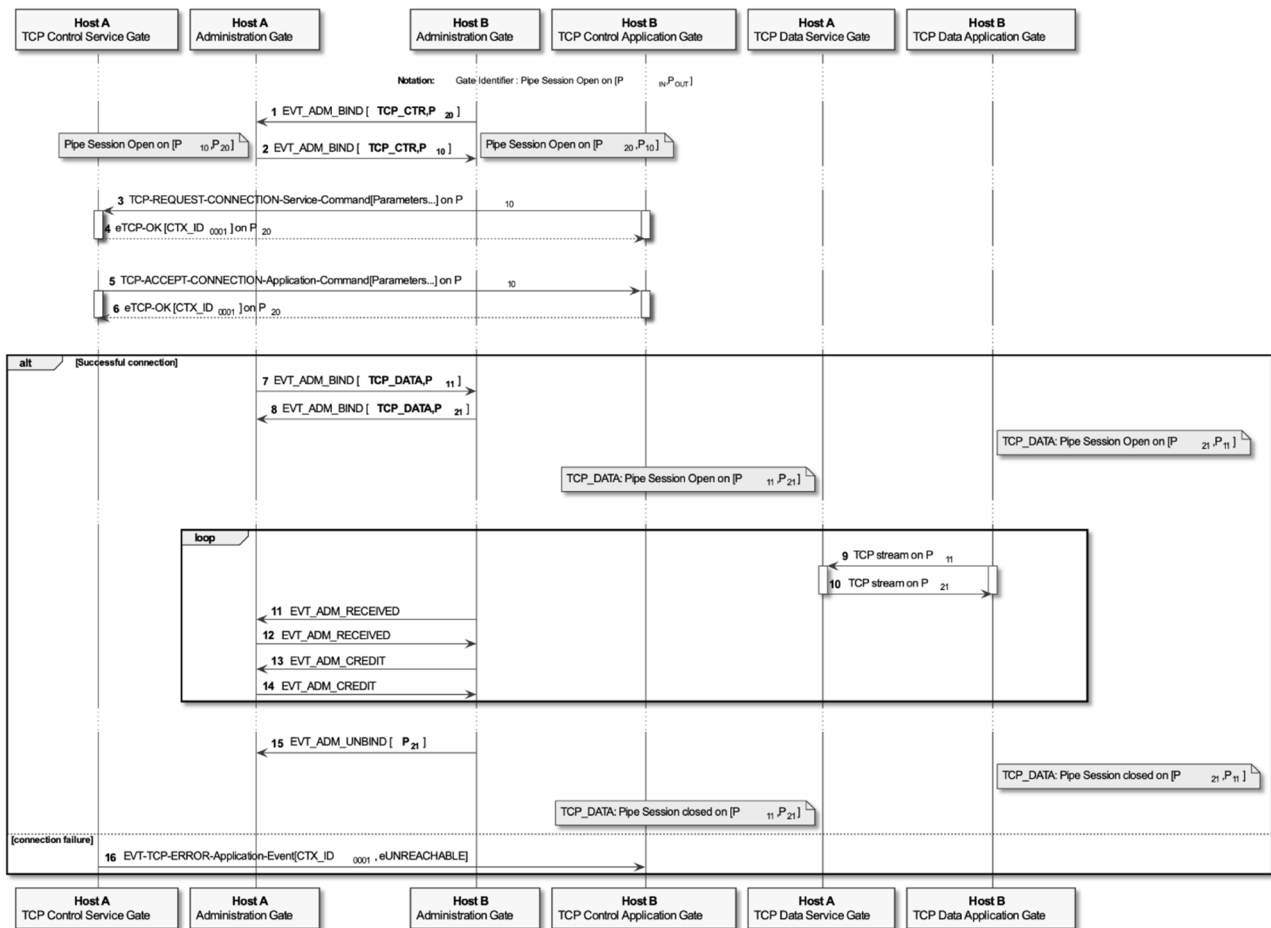 Host A
TCP Control Service Gate
Host A
Administration Gate
Host B
Administration Gate
Host B
TCP Control Application Gate
Host A
TCP Data Service Gate
Host B
TCP Data Application Gate
Notation: Gate Identifier : Pipe Session Open on [P IN,POUT]
1 EVT_ADM_BIND [ TCP_CTR,P 20 ]
Pipe Session Open on [P 10,P20]
2 EVT_ADM_BIND [ TCP_CTR,P 10 ]
Pipe Session Open on [P 20,P10]
3 TCP-REQUEST-CONNECTION-Service-Command[Parameters...] on P 10
4 eTCP-OK [CTX_ID 0001 ] on P 20
5 TCP-ACCEPT-CONNECTION-Application-Command[Parameters...] on P 10
6 eTCP-OK [CTX_ID 0001 ] on P 20
alt [Successful connection]
7 EVT_ADM_BIND [ TCP_DATA,P 11 ]
8 EVT_ADM_BIND [ TCP_DATA,P 21 ]
TCP_DATA: Pipe Session Open on [P 21,P11 ]
TCP_DATA: Pipe Session Open on [P 11,P21]
loop
9 TCP stream on P 11
10 TCP stream on P 21
11 EVT_ADM_RECEIVED
12 EVT_ADM_RECEIVED
13 EVT_ADM_CREDIT
14 EVT_ADM_CREDIT
15 EVT_ADM_UNBIND [ P21 ]
TCP_DATA: Pipe Session closed on [P 21,P11 ]
TCP_DATA: Pipe Session closed on [P 11,P21]
[connection failure]
16 EVT-TCP-ERROR-Application-Event[CTX_ID 0001 , eUNREACHABLE]
Host A
TCP Control Service Gate
Host A
Administration Gate
Host B
Administration Gate
Host B
TCP Control Application Gate
Host A
TCP Data Service Gate
Host B
TCP Data Application Gate